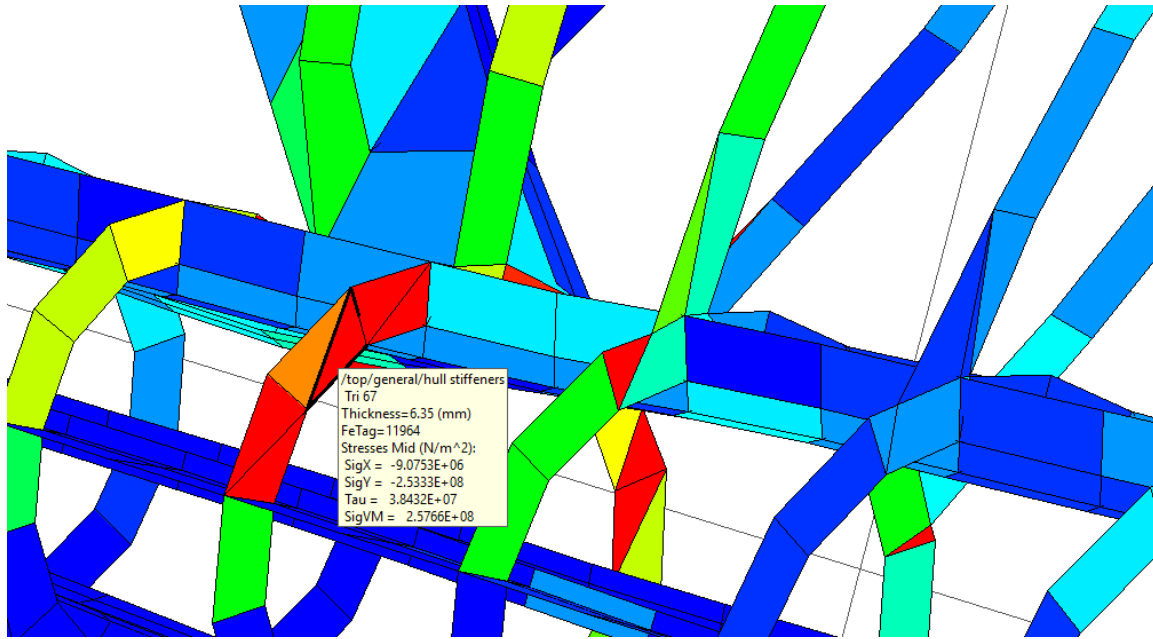 /top/general/hull stiffeners
Tri 67
Thickness=6.35 (mm)
FeTag=11964
Stresses Mid (N/m^2):
SigX = -9.0753E+06
SigY = -2.5333E+08
Tau = 3.8432E+07
SigVM = 2.5766E+08